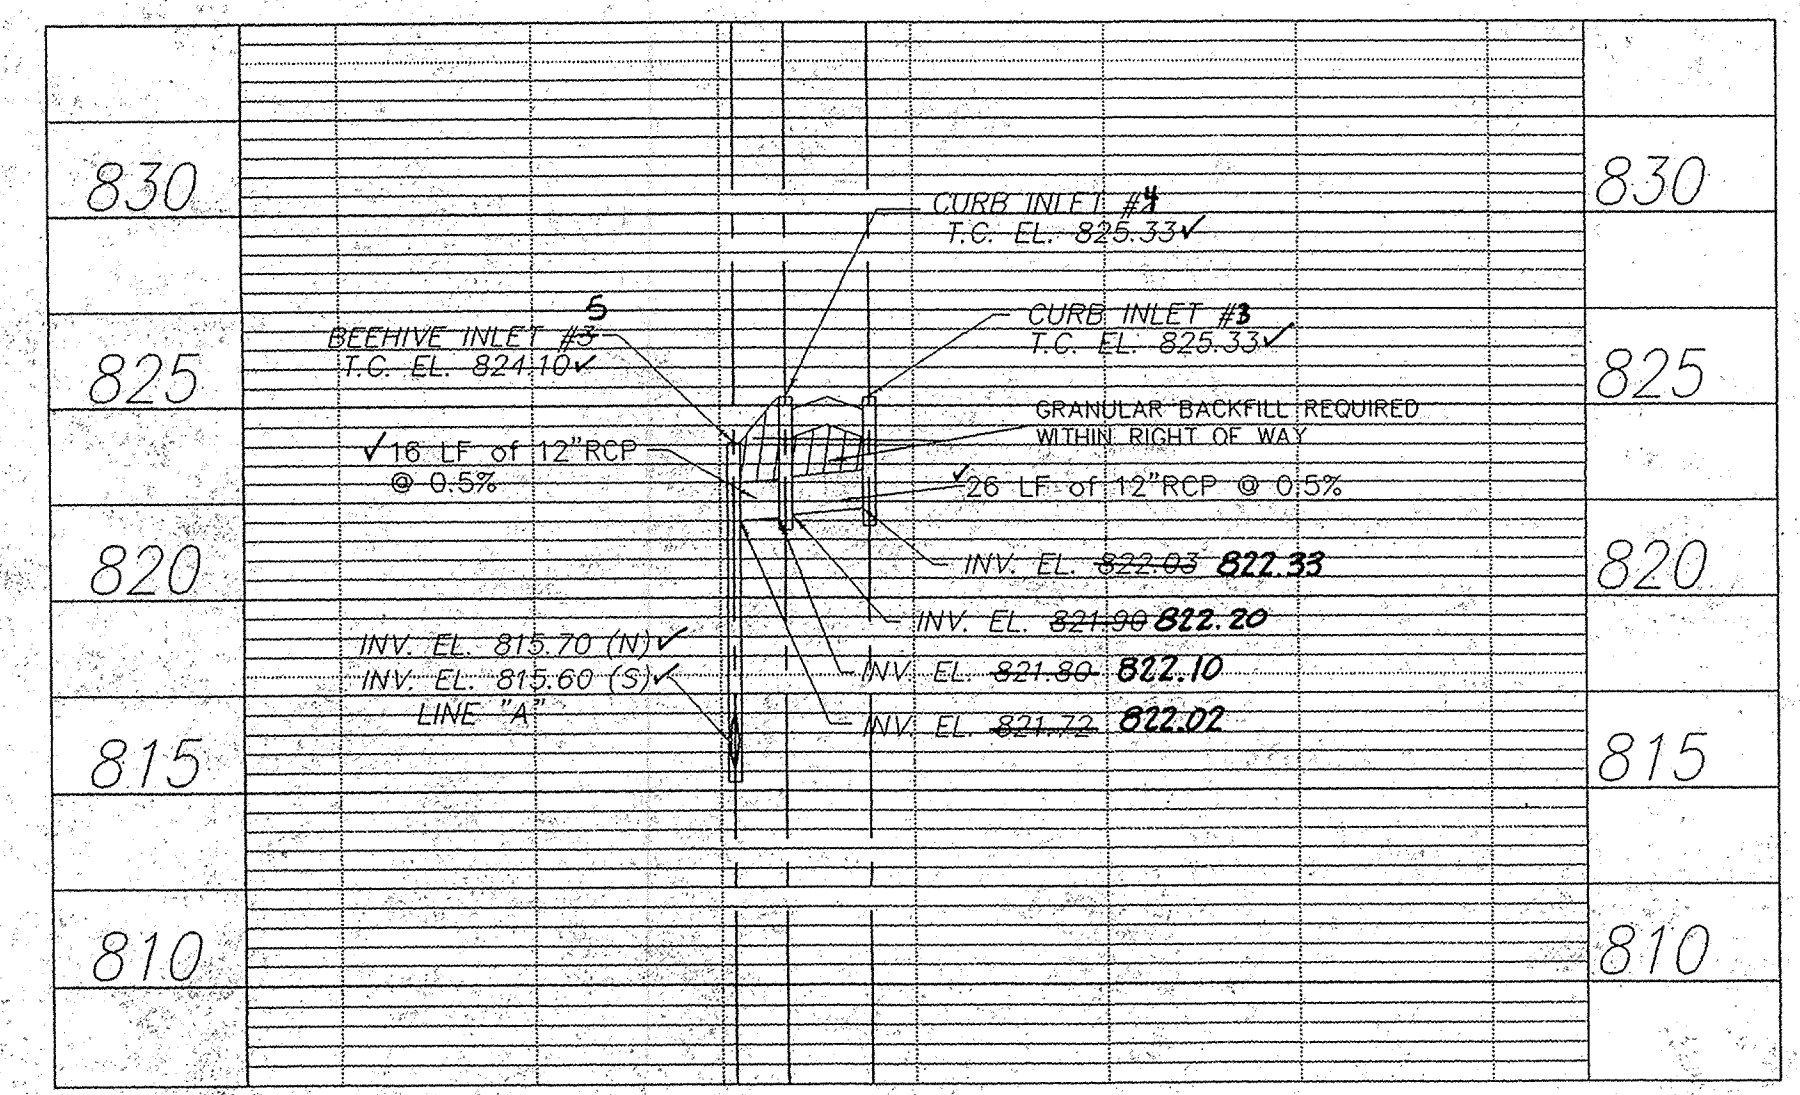 830
830
CURB INLET #4
T.C. EL. 825.33✓
5
BEEHIVE INLET #3
T.C. EL. 824.10✓
CURB INLET #3
T.C. EL. 825.33✓
825
825
GRANULAR BACKFILL REQUIRED
WITHIN RIGHT OF WAY
✓16 LF of 12"RCP
@ 0.5%
✓26 LF of 12"RCP @ 0.5%
820
820
INV. EL. 822.03 822.33
INV. EL. 821.90 822.20
INV. EL. 815.70 (N)✓
INV. EL. 815.60 (S)✓
LINE "A"
INV. EL. 821.80 822.10
INV. EL. 821.72 822.02
815
815
810
810